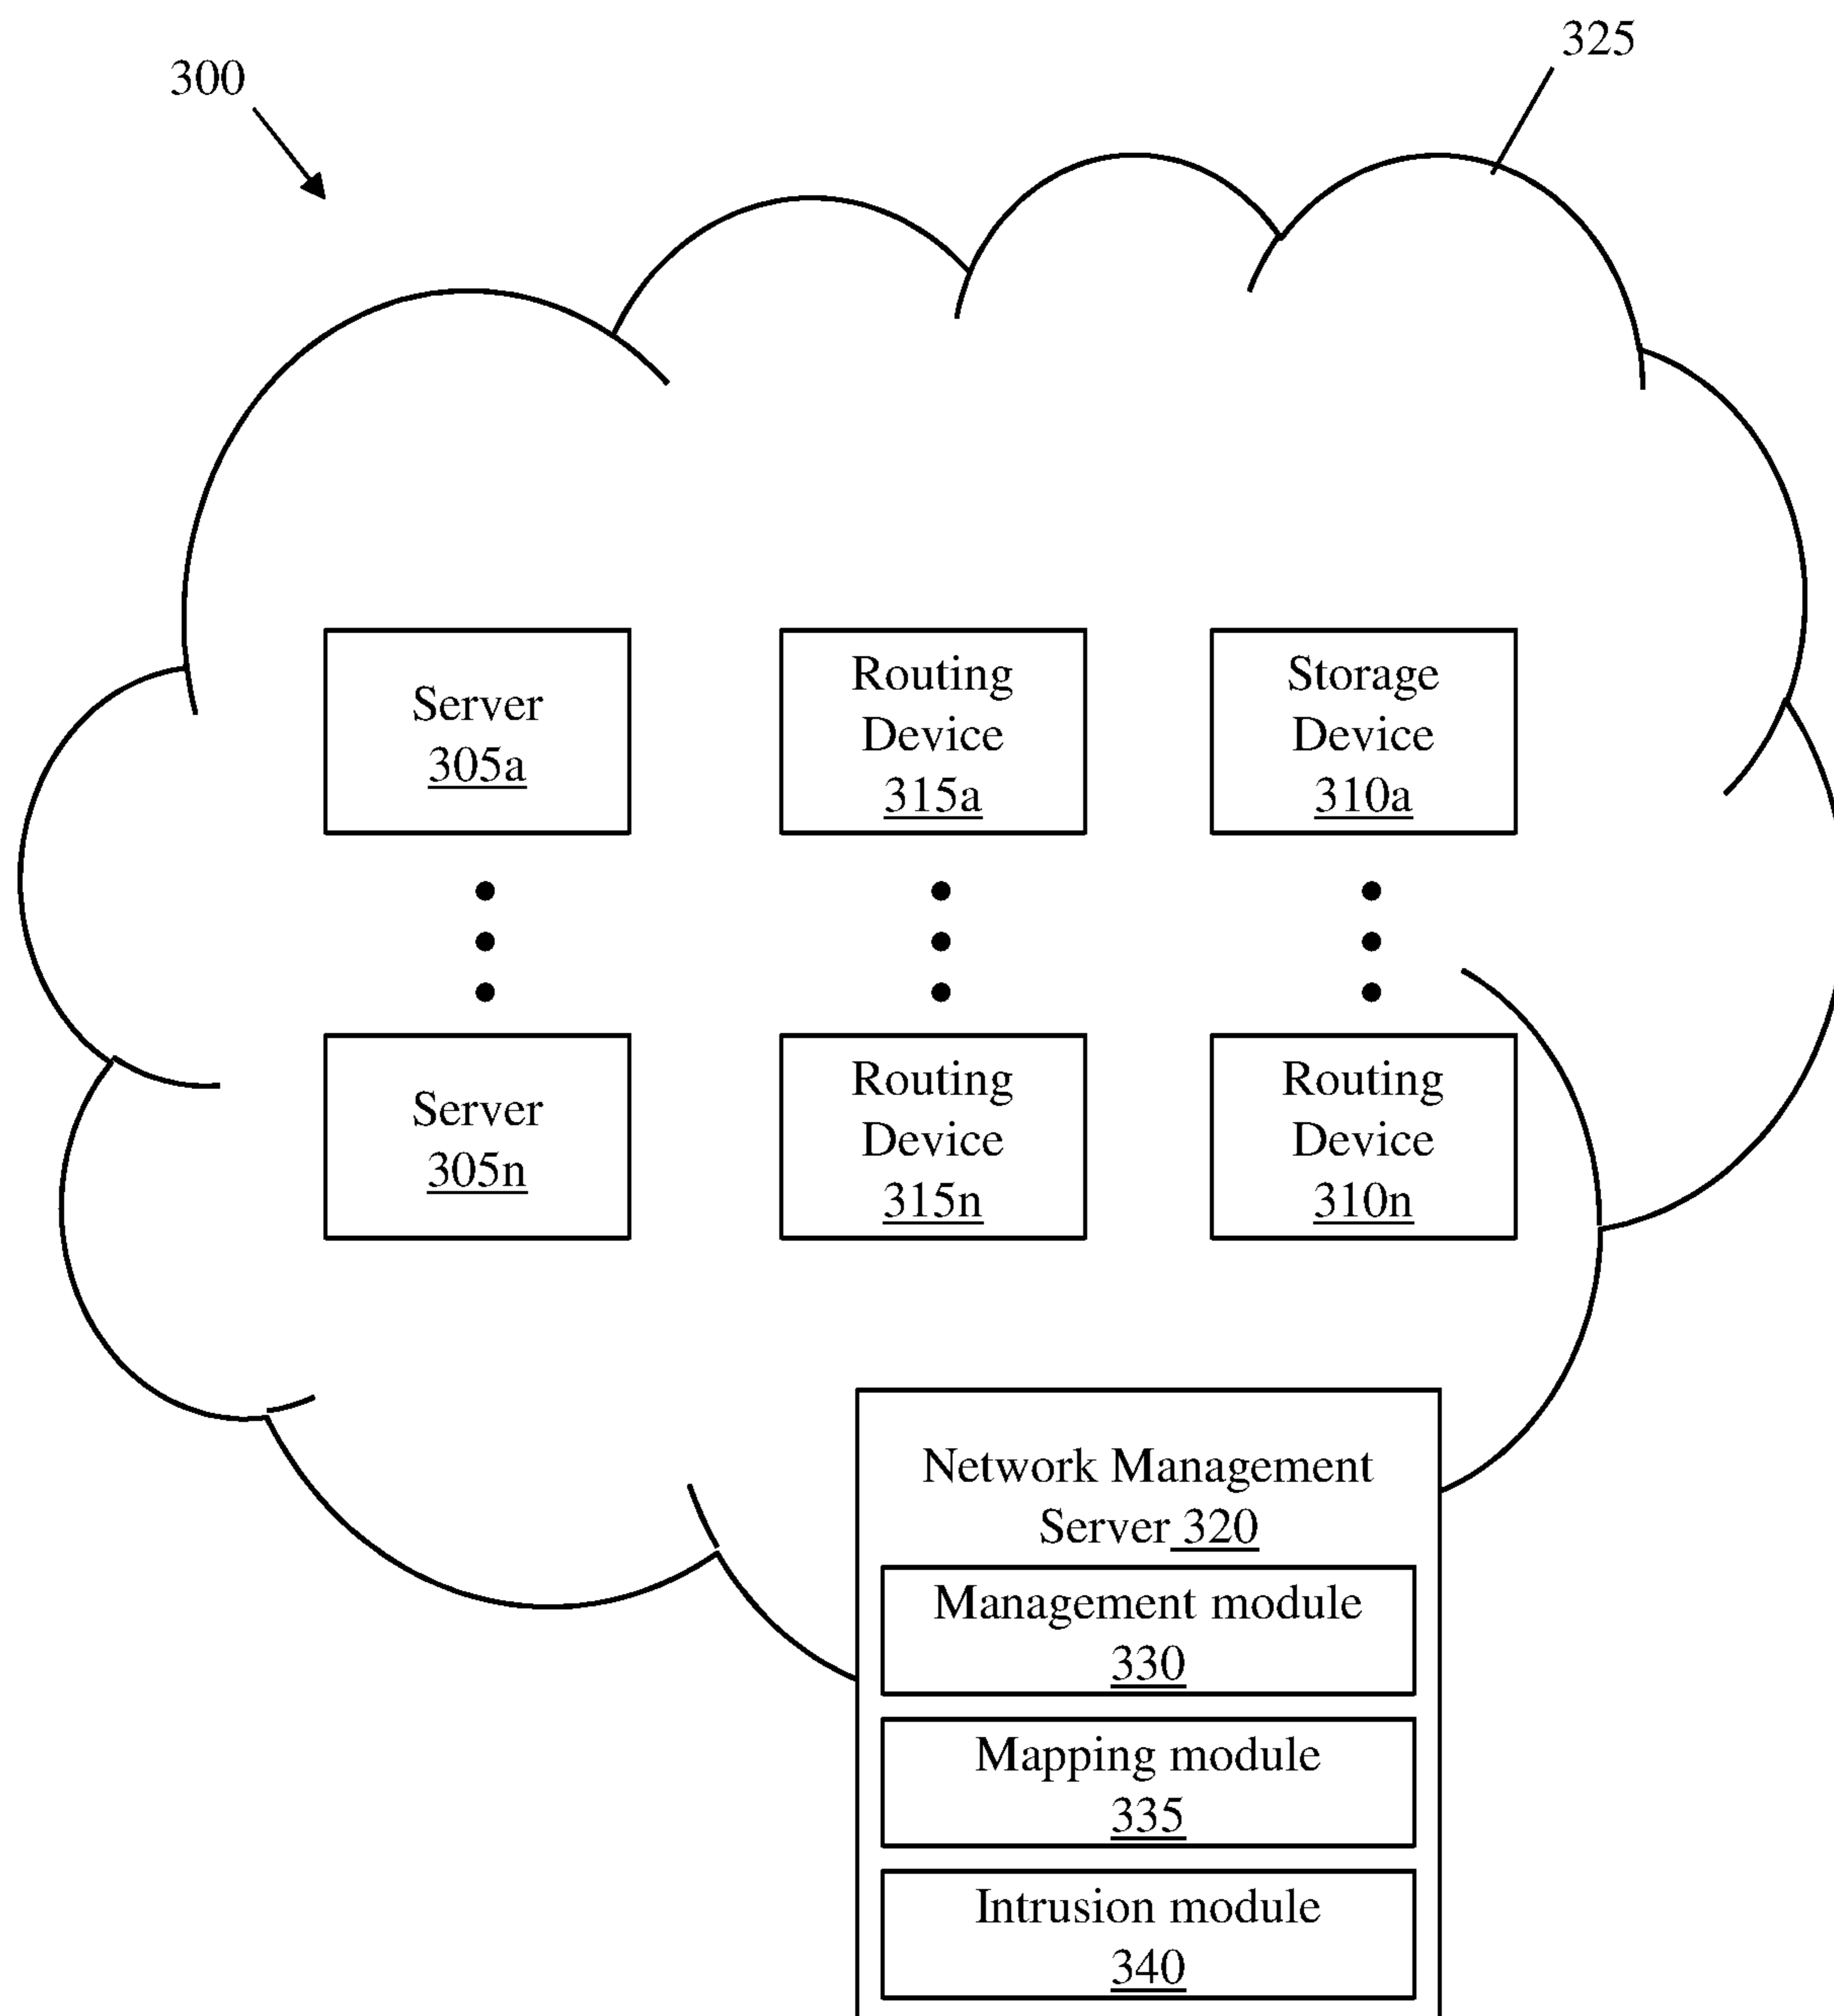 325
300
Server
305a
Routing
Device
315a
Storage
Device
310a
Server
305n
Routing
Device
315n
Routing
Device
310n
Network Management
Server 320
Management module
330
Mapping module
335
Intrusion module
340